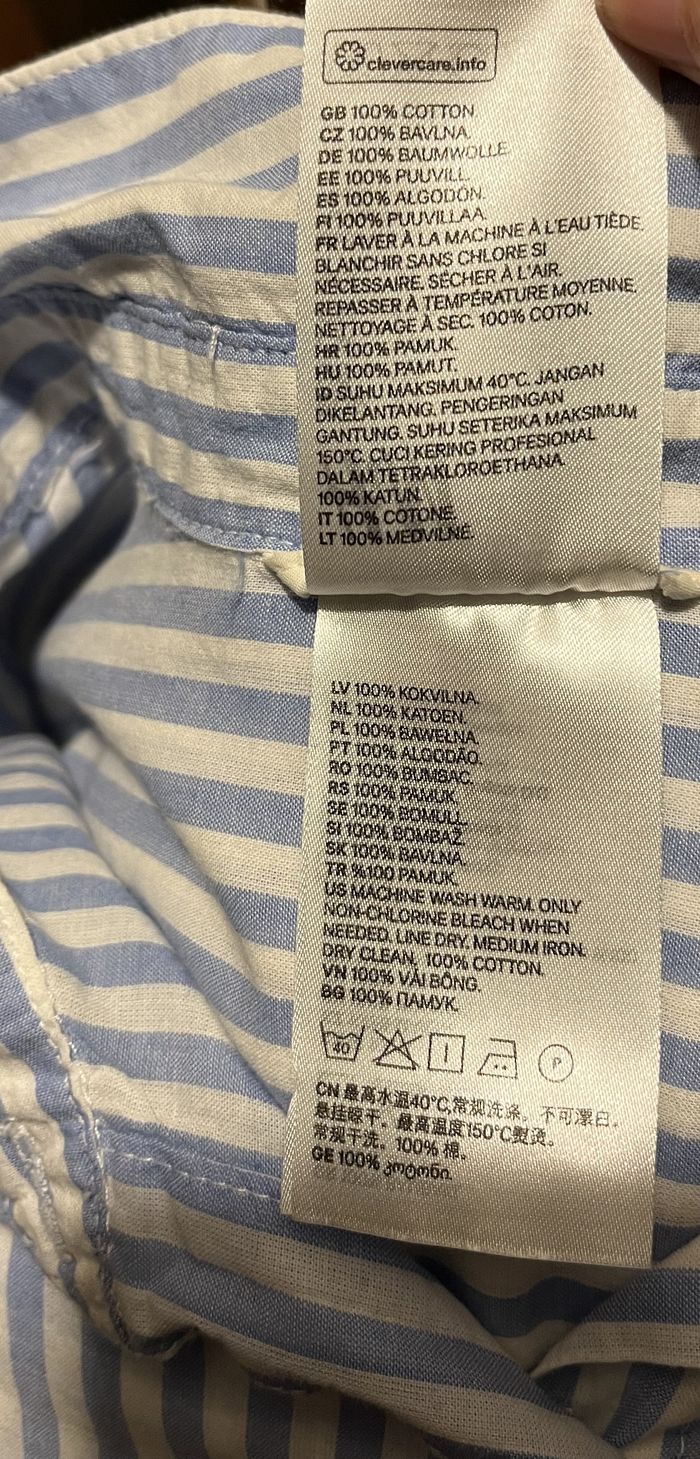 clevercare.info
GB 100% COTTON
CZ 100% BAVLNA.
DE 100% BAUMWOLLE.
EE 100% PUUVILL.
ES 100% ALGODÓN.
FI 100% PUUVILLAA.
FR LAVER À LA MACHINE À L'EAU TIÈDE.
BLANCHIR SANS CHLORE SI
NÉCESSAIRE. SÉCHER À L'AIR.
REPASSER À TEMPÉRATURE MOYENNE.
NETTOYAGE À SEC. 100% COTON.
HR 100% PAMUK.
HU 100% PAMUT.
ID SUHU MAKSIMUM 40°C. JANGAN
DIKELANTANG. PENGERINGAN
GANTUNG. SUHU SETERIKA MAKSIMUM
150°C. CUCI KERING PROFESIONAL
DALAM TETRAKLOROETHANA.
100% KATUN.
IT 100% COTONE.
LT 100% MEDVILNĖ.
LV 100% KOKVILNA.
NL 100% KATOEN.
PL 100% BAWEŁNA.
PT 100% ALGODÃO.
RO 100% BUMBAC.
RS 100% PAMUK.
SE 100% BOMULL.
SI 100% BOMBAŽ.
SK 100% BAVLNA.
TR %100 PAMUK.
US MACHINE WASH WARM. ONLY
NON-CHLORINE BLEACH WHEN
NEEDED. LINE DRY. MEDIUM IRON.
DRY CLEAN. 100% COTTON.
VN 100% VẢI BÔNG.
BG 100% ПАМУК.
40 P
CN 最高水温40°C,常规洗涤。不可漂白。
悬挂晾干。最高温度150°C熨烫。
常规干洗。100% 棉。
GE 100% კოტონი.